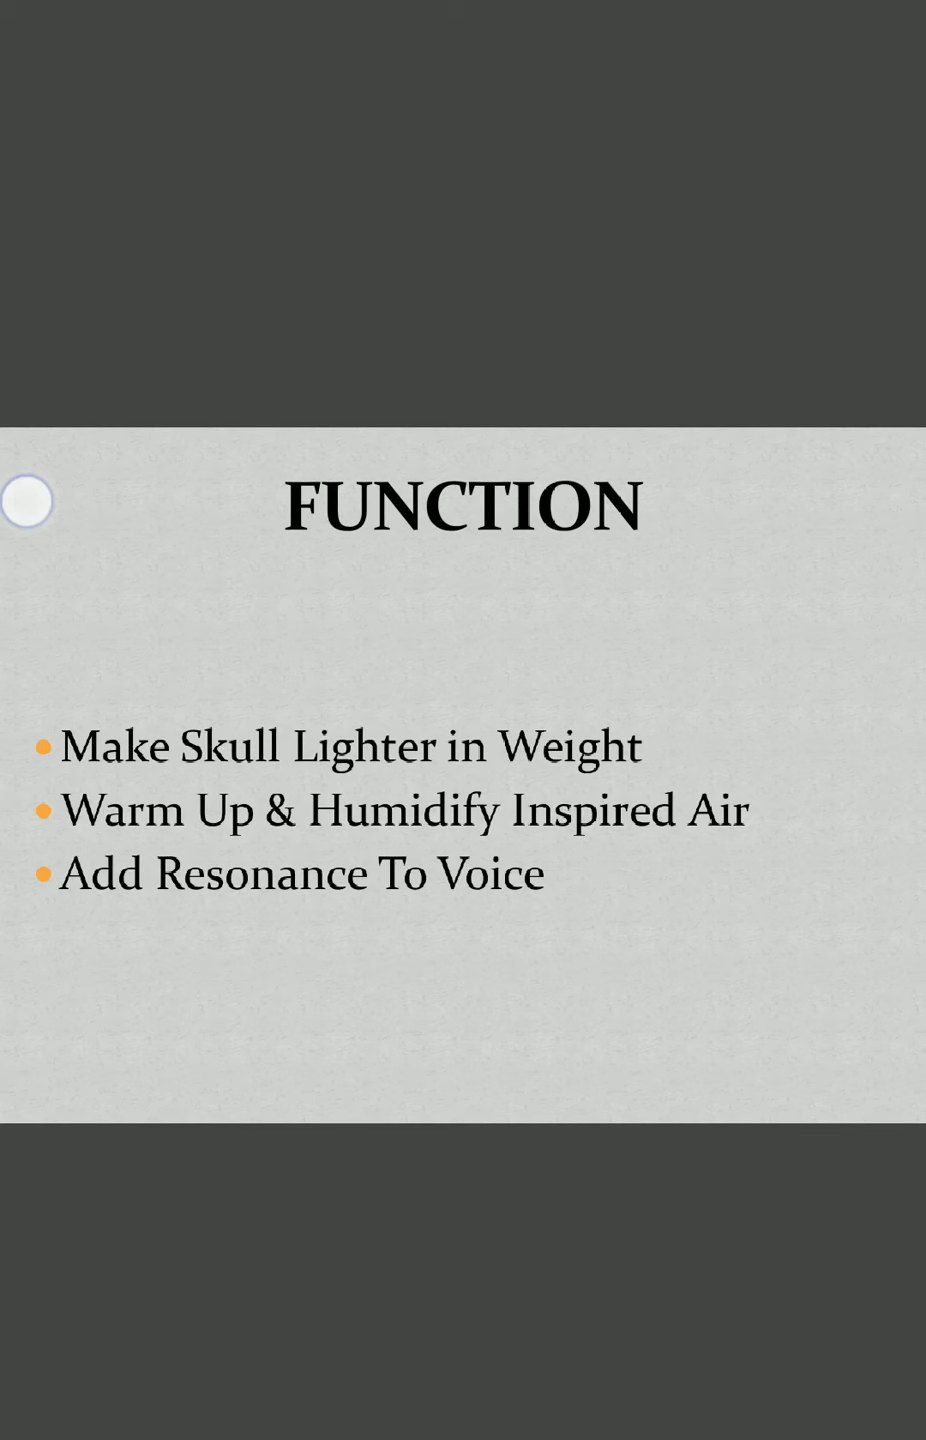 FUNCTION
Make Skull Lighter in Weight
Warm Up & Humidify Inspired Air
Add Resonance To Voice